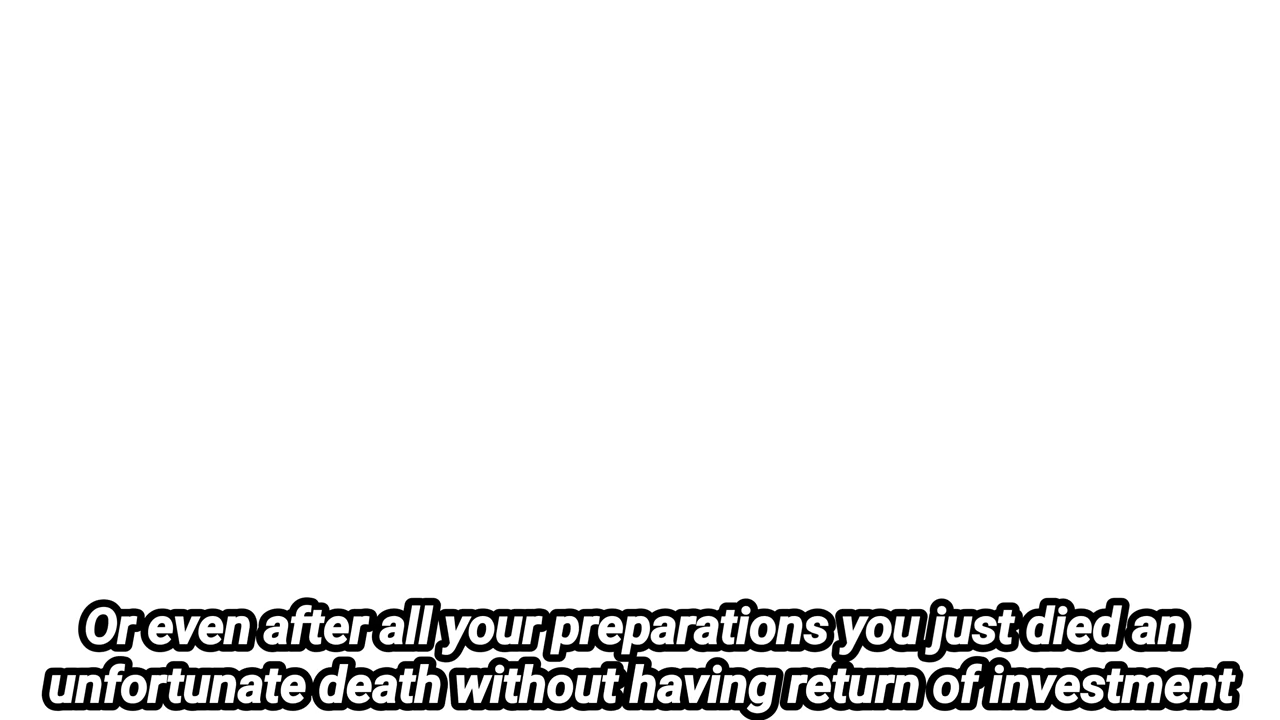 Or even after all your preparations you just died an
unfortunate death without having return of investment